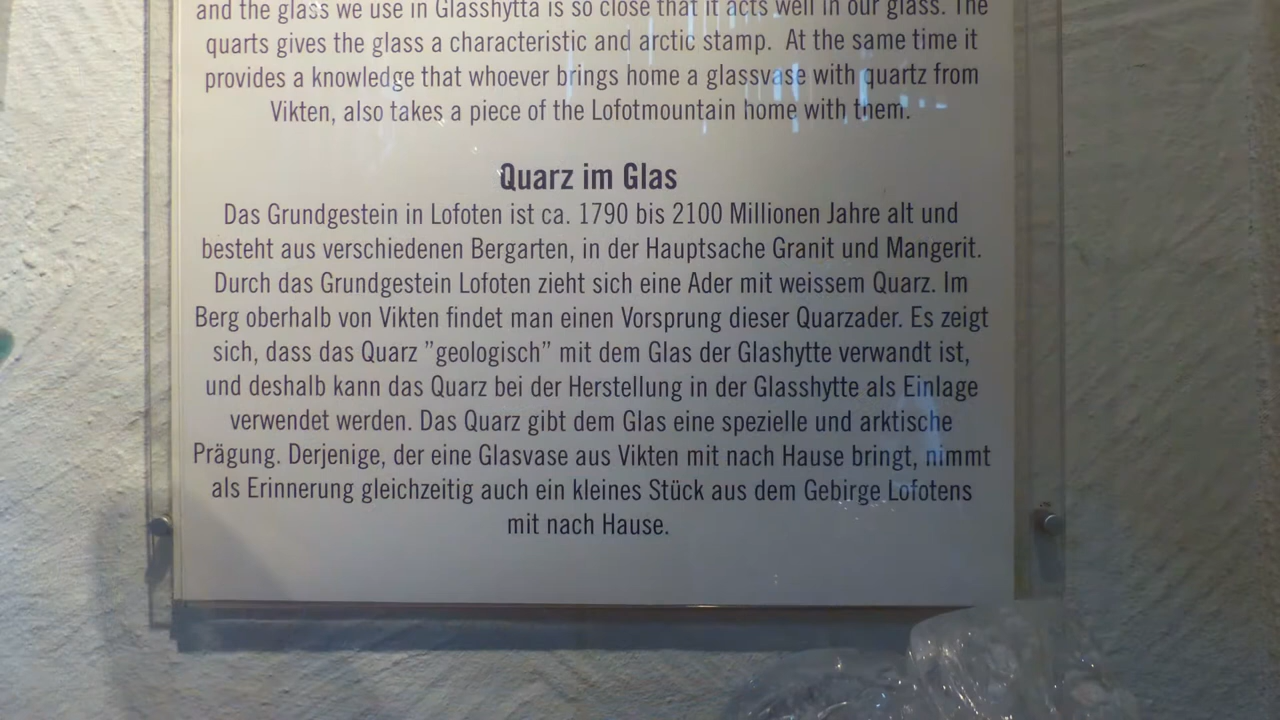 and the glass we use in Glasshytta is so close that it acts well in our glass. The
quarts gives the glass a characteristic and arctic stamp. At the same time it
provides a knowledge that whoever brings home a glassvase with quartz from
Vikten, also takes a piece of the Lofotmountain home with them.
Quarz im Glas
Das Grundgestein in Lofoten ist ca. 1790 bis 2100 Millionen Jahre alt und
besteht aus verschiedenen Bergarten, in der Hauptsache Granit und Mangerit.
Durch das Grundgestein Lofoten zieht sich eine Ader mit weissem Quarz. Im
Berg oberhalb von Vikten findet man einen Vorsprung dieser Quarzader. Es zeigt
sich, dass das Quarz ”geologisch” mit dem Glas der Glashytte verwandt ist,
und deshalb kann das Quarz bei der Herstellung in der Glasshytte als Einlage
verwendet werden. Das Quarz gibt dem Glas eine spezielle und arktische
Prägung. Derjenige, der eine Glasvase aus Vikten mit nach Hause bringt, nimmt
als Erinnerung gleichzeitig auch ein kleines Stück aus dem Gebirge Lofotens
mit nach Hause.